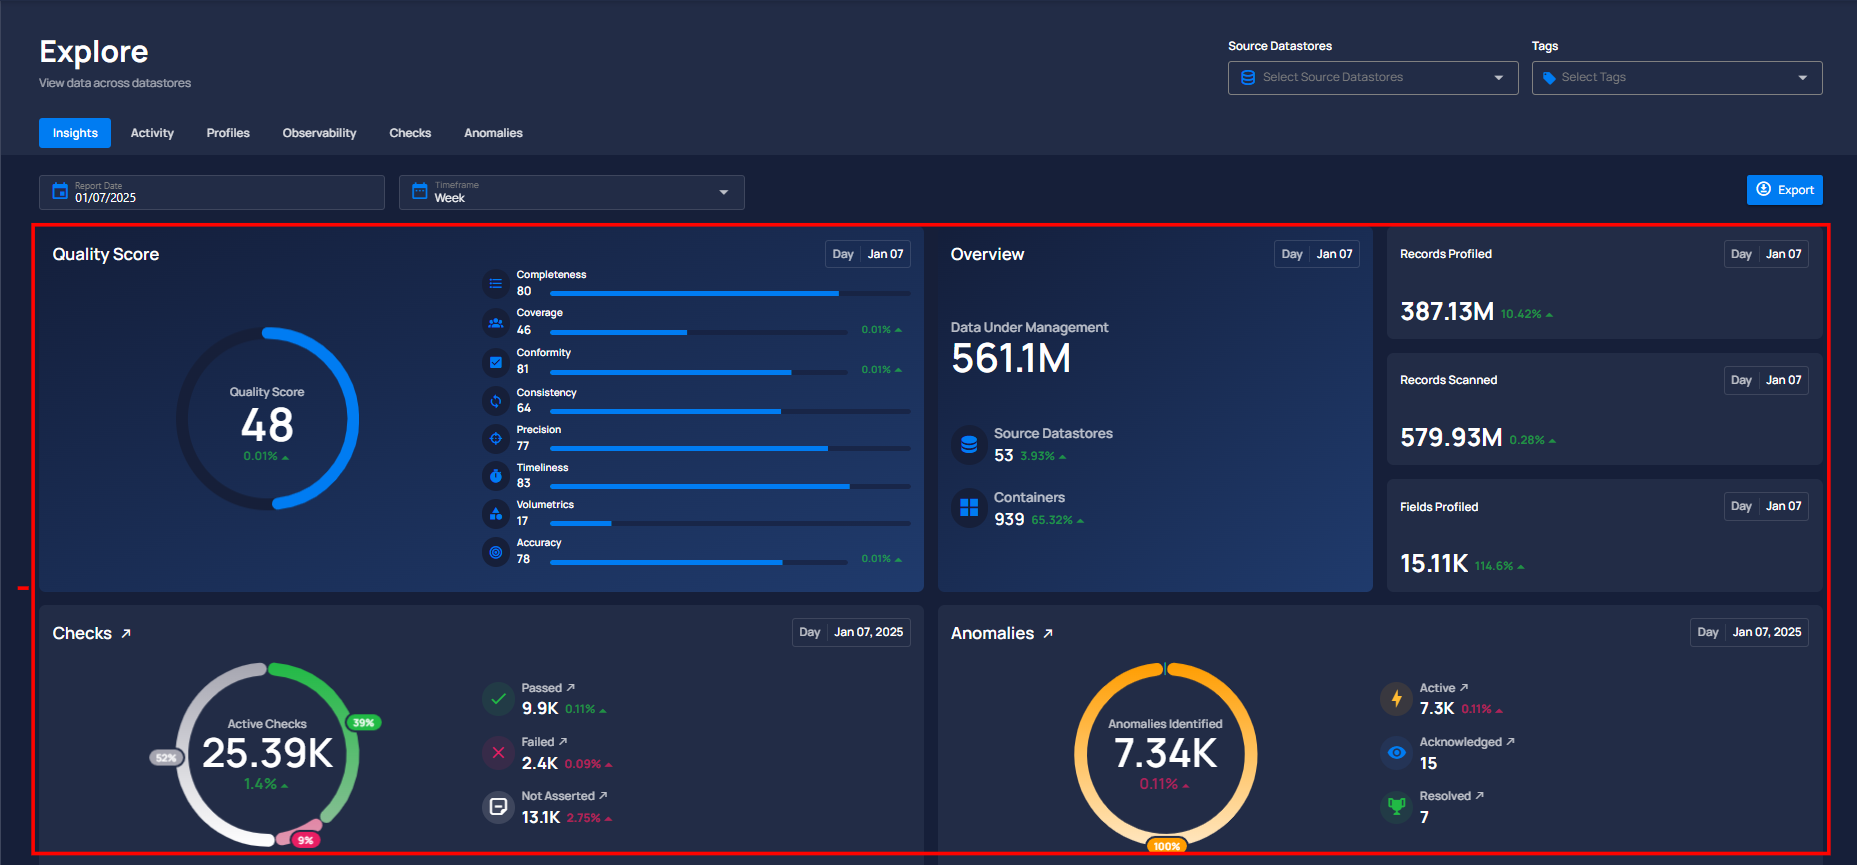 Explore
View data across datastores
Source Datastores
Select Source Datastores
Tags
Select Tags
Insights
Activity
Profiles
Observability
Checks
Anomalies
Report Date
01/07/2025
Timeframe
Week
Export
Quality Score
Day
Jan 07
Quality Score
48
0.01%
Completeness
80
Coverage
46
0.01%
Conformity
81
0.01%
Consistency
64
Precision
77
Timeliness
83
Volumetrics
17
Accuracy
78
0.01%
Overview
Day
Jan 07
Data Under Management
561.1M
Source Datastores
53 3.93%
Containers
939 65.32%
Records Profiled
Day
Jan 07
387.13M 10.42%
Records Scanned
Day
Jan 07
579.93M 0.28%
Fields Profiled
Day
Jan 07
15.11K 114.6%
Checks
Day
Jan 07, 2025
Active Checks
25.39K
1.4%
39%
52%
9%
Passed
9.9K 0.11%
Failed
2.4K 0.09%
Not Asserted
13.1K 2.75%
Anomalies
Day
Jan 07, 2025
Anomalies Identified
7.34K
0.11%
100%
Active
7.3K 0.11%
Acknowledged
15
Resolved
7